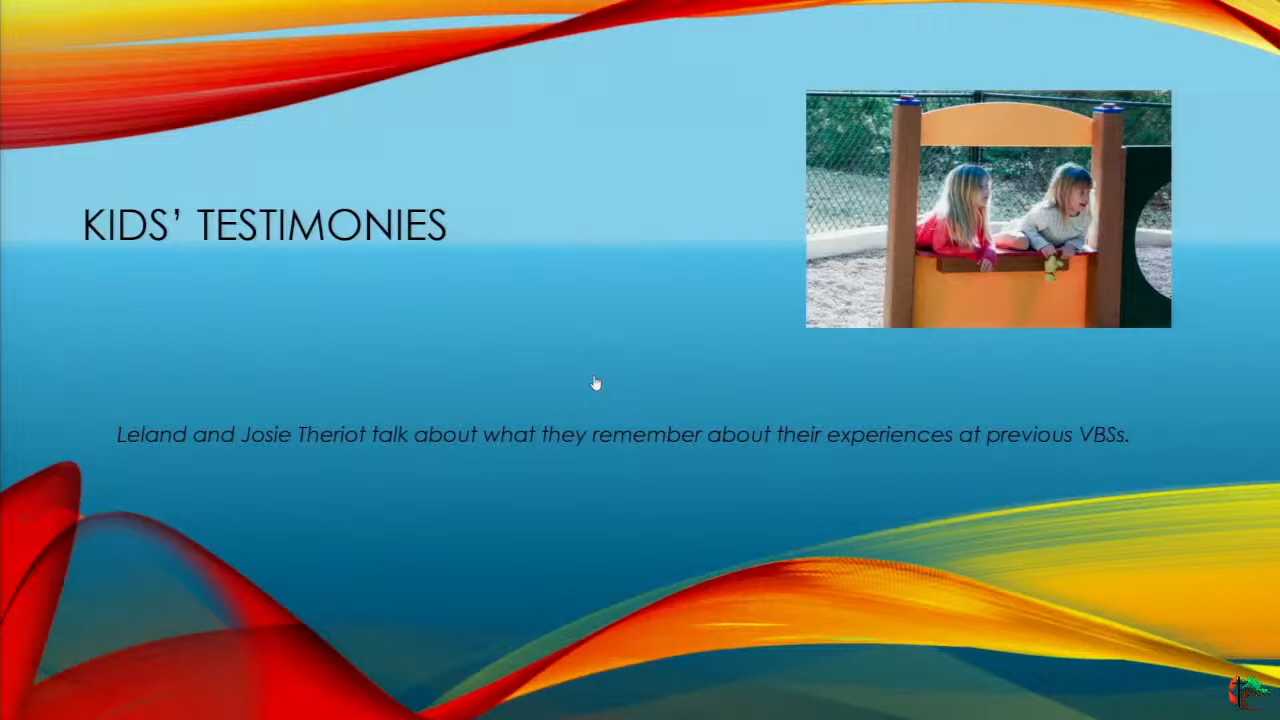 KIDS’ TESTIMONIES
Leland and Josie Theriot talk about what they remember about their experiences at previous VBSs.